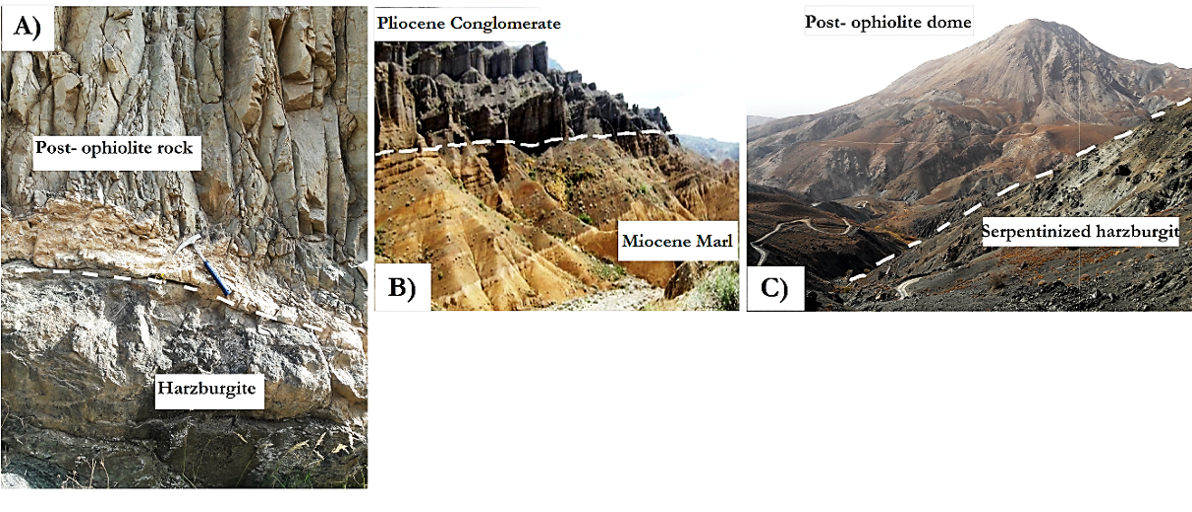 A)
Post- ophiolite rock
Harzburgite
Pliocene Conglomerate
Miocene Marl
B)
Post- ophiolite dome
Serpentinized harzburgit
C)